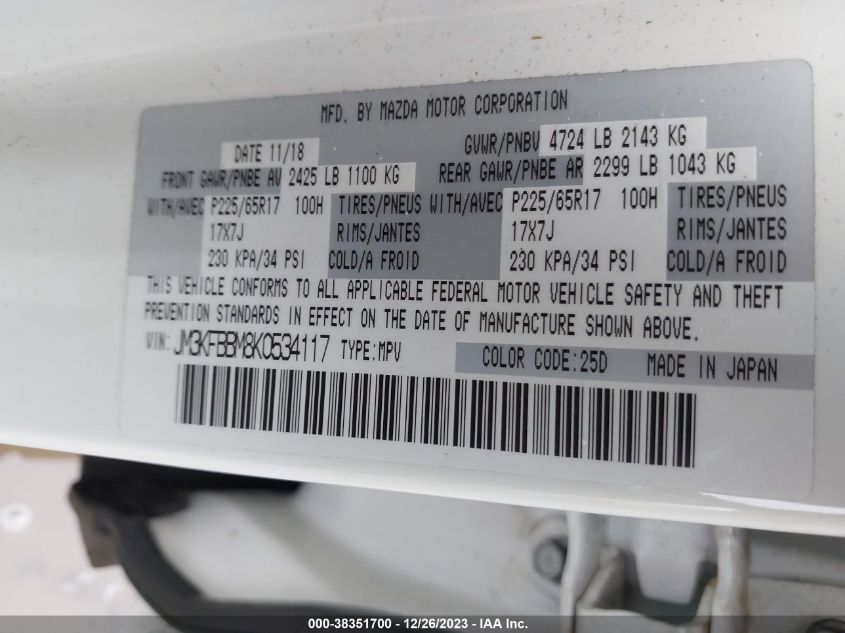 MFD. BY MAZDA MOTOR CORPORATION
DATE 11/18 GVWR/PNBV 4724 LB 2143 KG
FRONT GAWR/PNBE AV 2425 LB 1100 KG REAR GAWR/PNBE AR 2299 LB 1043 KG
WITH/AVEC P225/65R17 100H TIRES/PNEUS WITH/AVEC P225/65R17 100H TIRES/PNEUS
17X7J RIMS/JANTES 17X7J RIMS/JANTES
230 KPA/34 PSI COLD/A FROID 230 KPA/34 PSI COLD/A FROID
THIS VEHICLE CONFORMS TO ALL APPLICABLE FEDERAL MOTOR VEHICLE SAFETY AND THEFT
PREVENTION STANDARDS IN EFFECT ON THE DATE OF MANUFACTURE SHOWN ABOVE.
VIN: JM3KFBBM8K0534117 TYPE:MPV COLOR CODE:25D MADE IN JAPAN
000-38351700 - 12/26/2023 - IAA Inc.